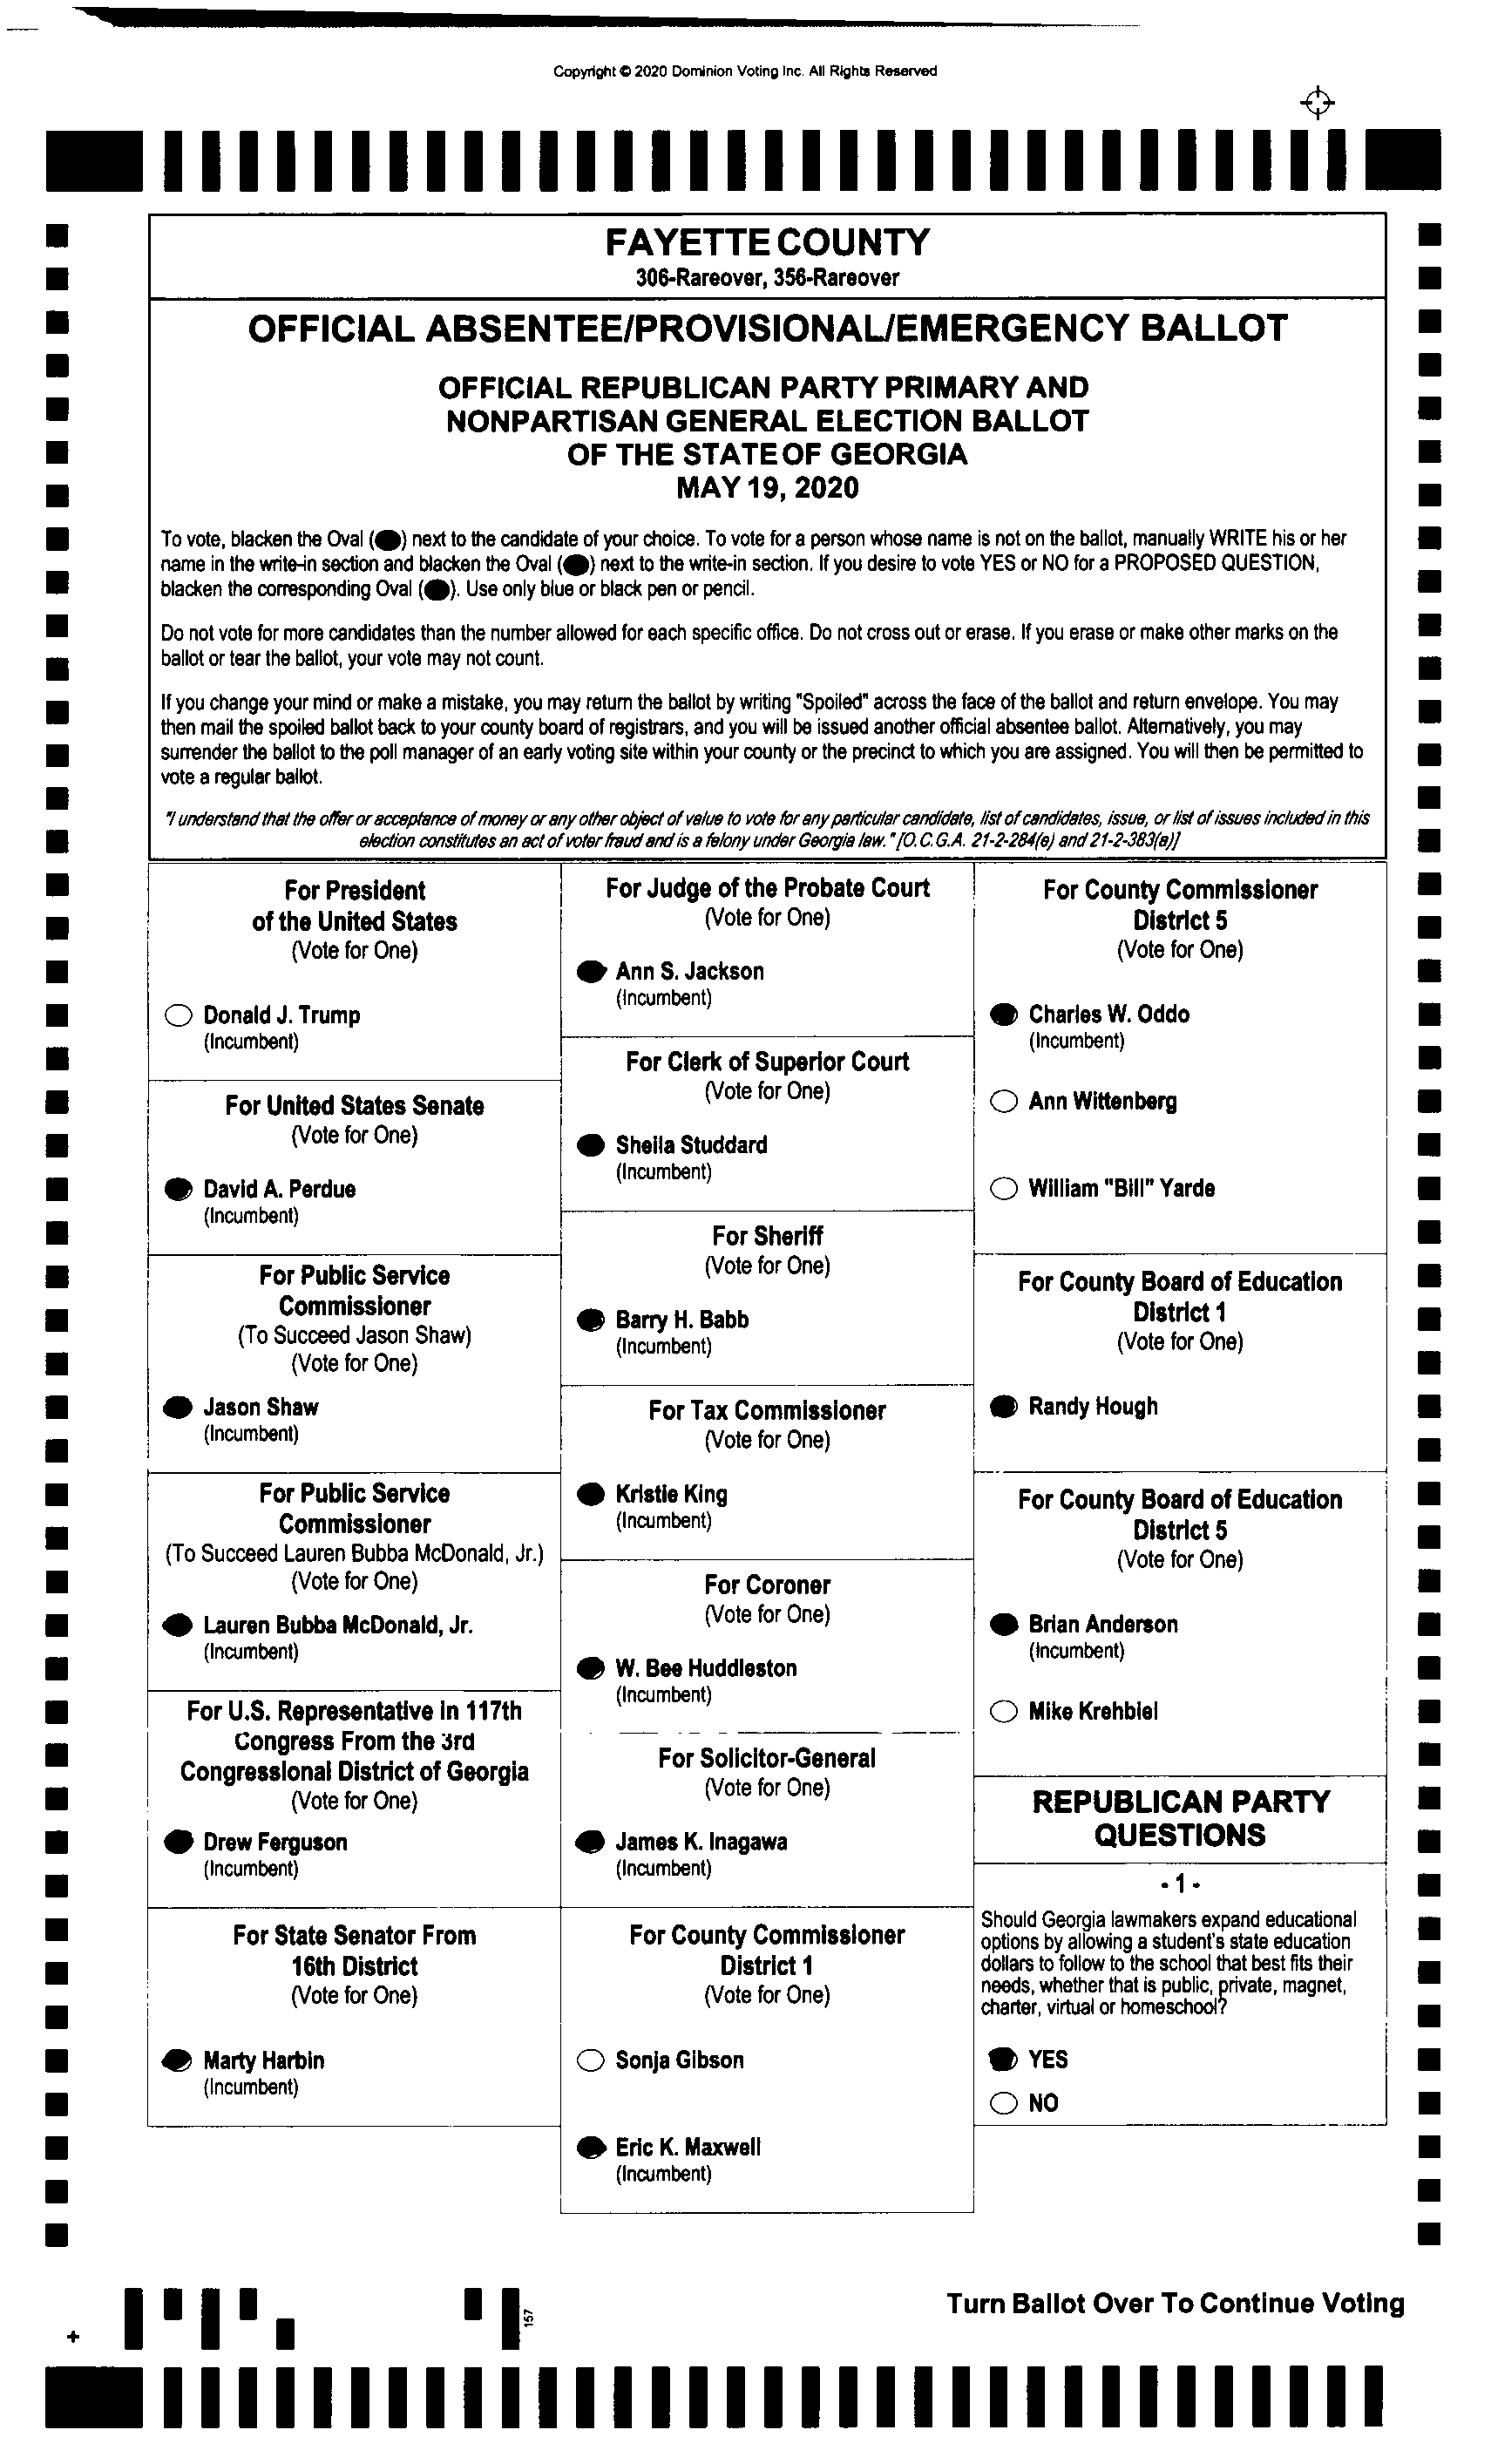 Copyright © 2020 Dominion Voting Inc. All Rights Reserved
FAYETTE COUNTY
306-Rareover, 356-Rareover
OFFICIAL ABSENTEE/PROVISIONAL/EMERGENCY BALLOT
OFFICIAL REPUBLICAN PARTY PRIMARY AND
NONPARTISAN GENERAL ELECTION BALLOT
OF THE STATE OF GEORGIA
MAY 19, 2020
To vote, blacken the Oval ( ) next to the candidate of your choice. To vote for a person whose name is not on the ballot, manually WRITE his or her
name in the write-in section and blacken the Oval ( ) next to the write-in section. If you desire to vote YES or NO for a PROPOSED QUESTION,
blacken the corresponding Oval ( ). Use only blue or black pen or pencil.
Do not vote for more candidates than the number allowed for each specific office. Do not cross out or erase. If you erase or make other marks on the
ballot or tear the ballot, your vote may not count.
If you change your mind or make a mistake, you may return the ballot by writing "Spoiled" across the face of the ballot and return envelope. You may
then mail the spoiled ballot back to your county board of registrars, and you will be issued another official absentee ballot. Alternatively, you may
surrender the ballot to the poll manager of an early voting site within your county or the precinct to which you are assigned. You will then be permitted to
vote a regular ballot.
"I understand that the offer or acceptance of money or any other object of value to vote for any particular candidate, list of candidates, issue, or list of issues included in this
election constitutes an act of voter fraud and is a felony under Georgia law. "[O.C.G.A. 21-2-284(e) and 21-2-383(a)]
For President
of the United States
(Vote for One)
Donald J. Trump
(Incumbent)
For United States Senate
(Vote for One)
David A. Perdue
(Incumbent)
For Public Service
Commissioner
(To Succeed Jason Shaw)
(Vote for One)
Jason Shaw
(Incumbent)
For Public Service
Commissioner
(To Succeed Lauren Bubba McDonald, Jr.)
(Vote for One)
Lauren Bubba McDonald, Jr.
(Incumbent)
For U.S. Representative in 117th
Congress From the 3rd
Congressional District of Georgia
(Vote for One)
Drew Ferguson
(Incumbent)
For State Senator From
16th District
(Vote for One)
Marty Harbin
(Incumbent)
For Judge of the Probate Court
(Vote for One)
Ann S. Jackson
(Incumbent)
For Clerk of Superior Court
(Vote for One)
Sheila Studdard
(Incumbent)
For Sheriff
(Vote for One)
Barry H. Babb
(Incumbent)
For Tax Commissioner
(Vote for One)
Kristie King
(Incumbent)
For Coroner
(Vote for One)
W. Bee Huddleston
(Incumbent)
For Solicitor-General
(Vote for One)
James K. Inagawa
(Incumbent)
For County Commissioner
District 1
(Vote for One)
Sonja Gibson
Eric K. Maxwell
(Incumbent)
For County Commissioner
District 5
(Vote for One)
Charles W. Oddo
(Incumbent)
Ann Wittenberg
William "Bill" Yarde
For County Board of Education
District 1
(Vote for One)
Randy Hough
For County Board of Education
District 5
(Vote for One)
Brian Anderson
(Incumbent)
Mike Krehbiel
REPUBLICAN PARTY
QUESTIONS
- 1 -
Should Georgia lawmakers expand educational
options by allowing a student's state education
dollars to follow to the school that best fits their
needs, whether that is public, private, magnet,
charter, virtual or homeschool?
YES
NO
Turn Ballot Over To Continue Voting
157
+